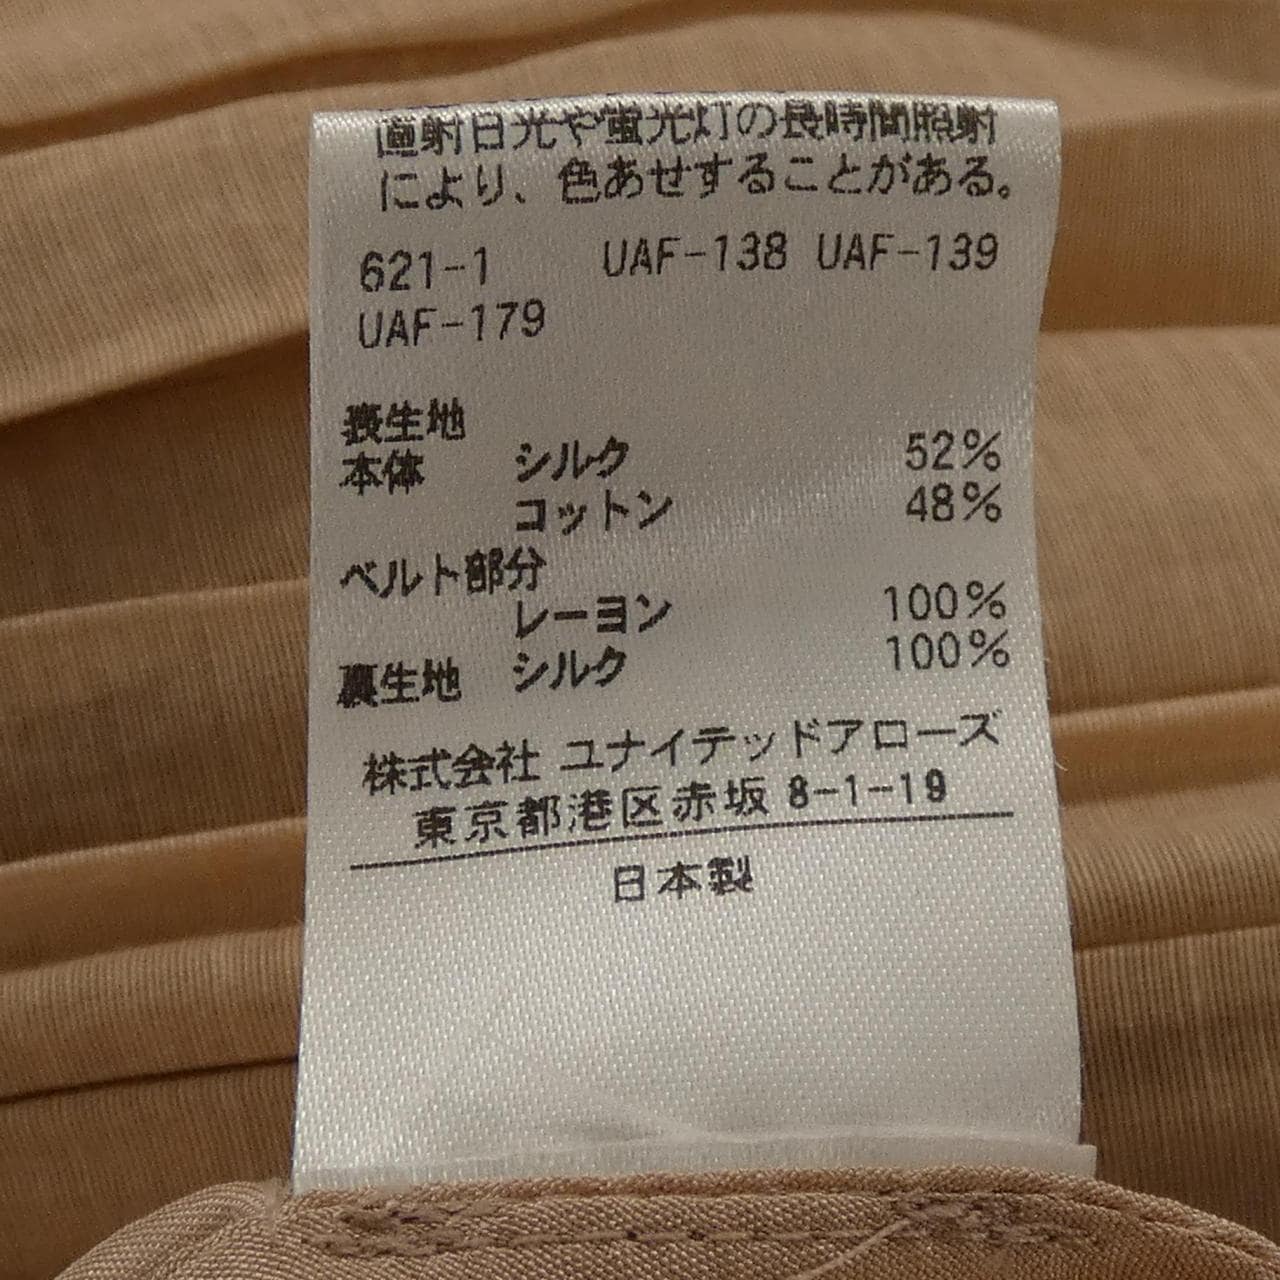 直射日光や蛍光灯の長時間照射
により、色あせすることがある。
621-1 UAF-138 UAF-139
UAF-179
表生地
本体 シルク 52%
コットン 48%
ベルト部分
レーヨン 100%
裏生地 シルク 100%
株式会社 ユナイテッドアローズ
東京都港区赤坂 8-1-19
日本製